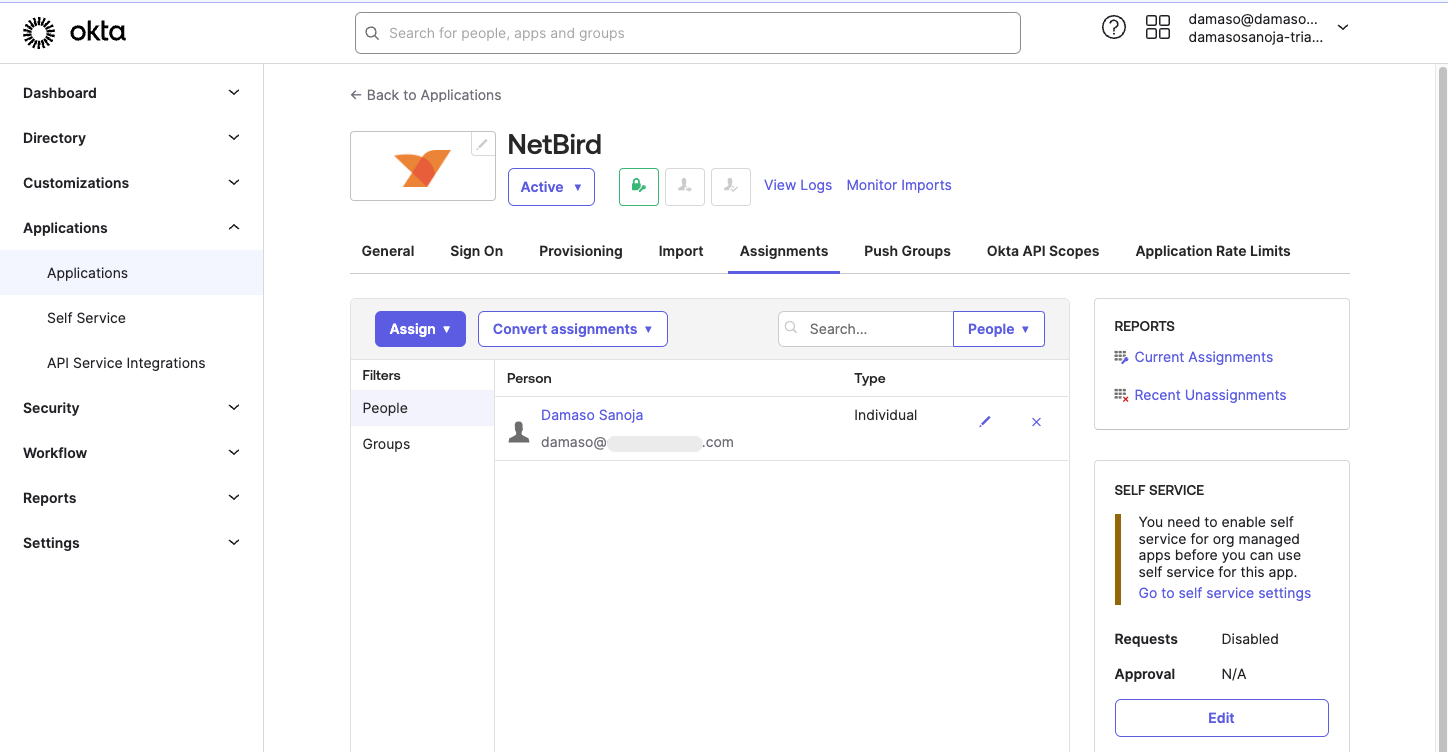 okta
Search for people, apps and groups
damaso@damaso...
damasosanoja-tria...
Dashboard
Directory
Customizations
Applications
Applications
Self Service
API Service Integrations
Security
Workflow
Reports
Settings
← Back to Applications
NetBird
Active ▼
View Logs
Monitor Imports
General
Sign On
Provisioning
Import
Assignments
Push Groups
Okta API Scopes
Application Rate Limits
Assign ▼
Convert assignments ▼
Search...
People ▼
Filters
People
Groups
Person
Type
Damaso Sanoja
Individual
damaso@ .com
REPORTS
Current Assignments
Recent Unassignments
SELF SERVICE
You need to enable self
service for org managed
apps before you can use
self service for this app.
Go to self service settings
Requests Disabled
Approval N/A
Edit